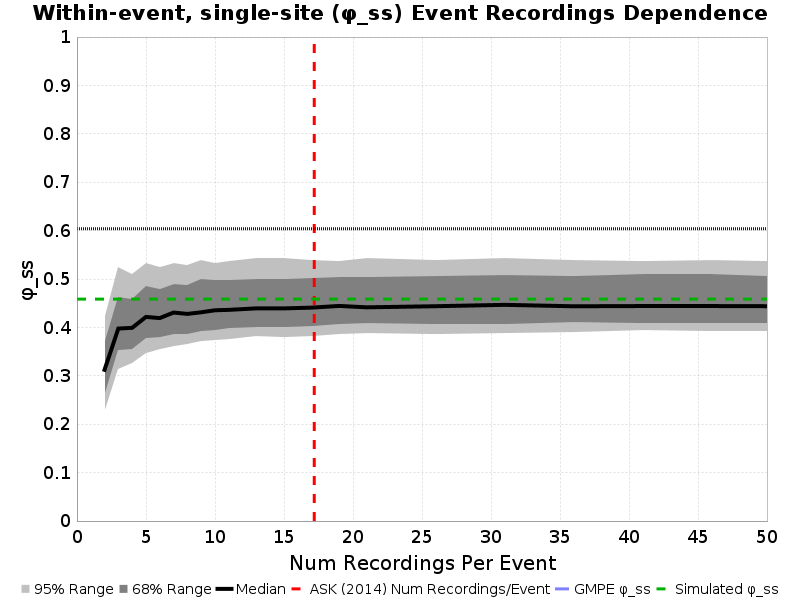 Within-event, single-site (φ_ss) Event Recordings Dependence
1
0.9
0.8
0.7
0.6
0.5
0.4
0.3
0.2
0.1
0
φ_ss
0 5 10 15 20 25 30 35 40 45 50
Num Recordings Per Event
95% Range 68% Range Median ASK (2014) Num Recordings/Event GMPE φ_ss Simulated φ_ss